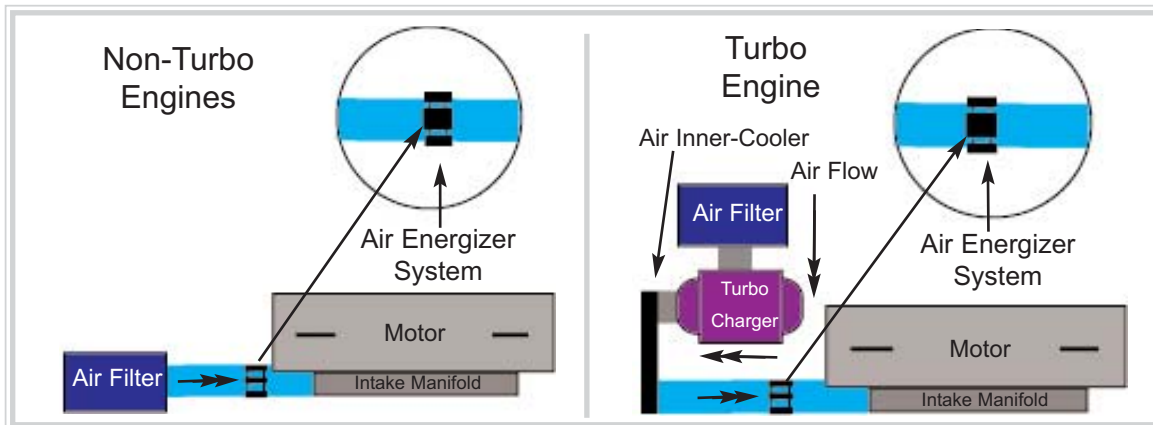 Non-Turbo
Engines
Air Energizer
System
Motor
Air Filter
Intake Manifold
Turbo
Engine
Air Inner-Cooler
Air Flow
Air Filter
Turbo
Charger
Air Energizer
System
Motor
Intake Manifold